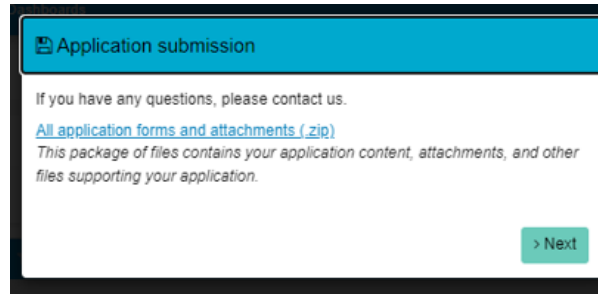 Dashboards
Application submission
If you have any questions, please contact us.
All application forms and attachments (.zip)
This package of files contains your application content, attachments, and other
files supporting your application.
> Next